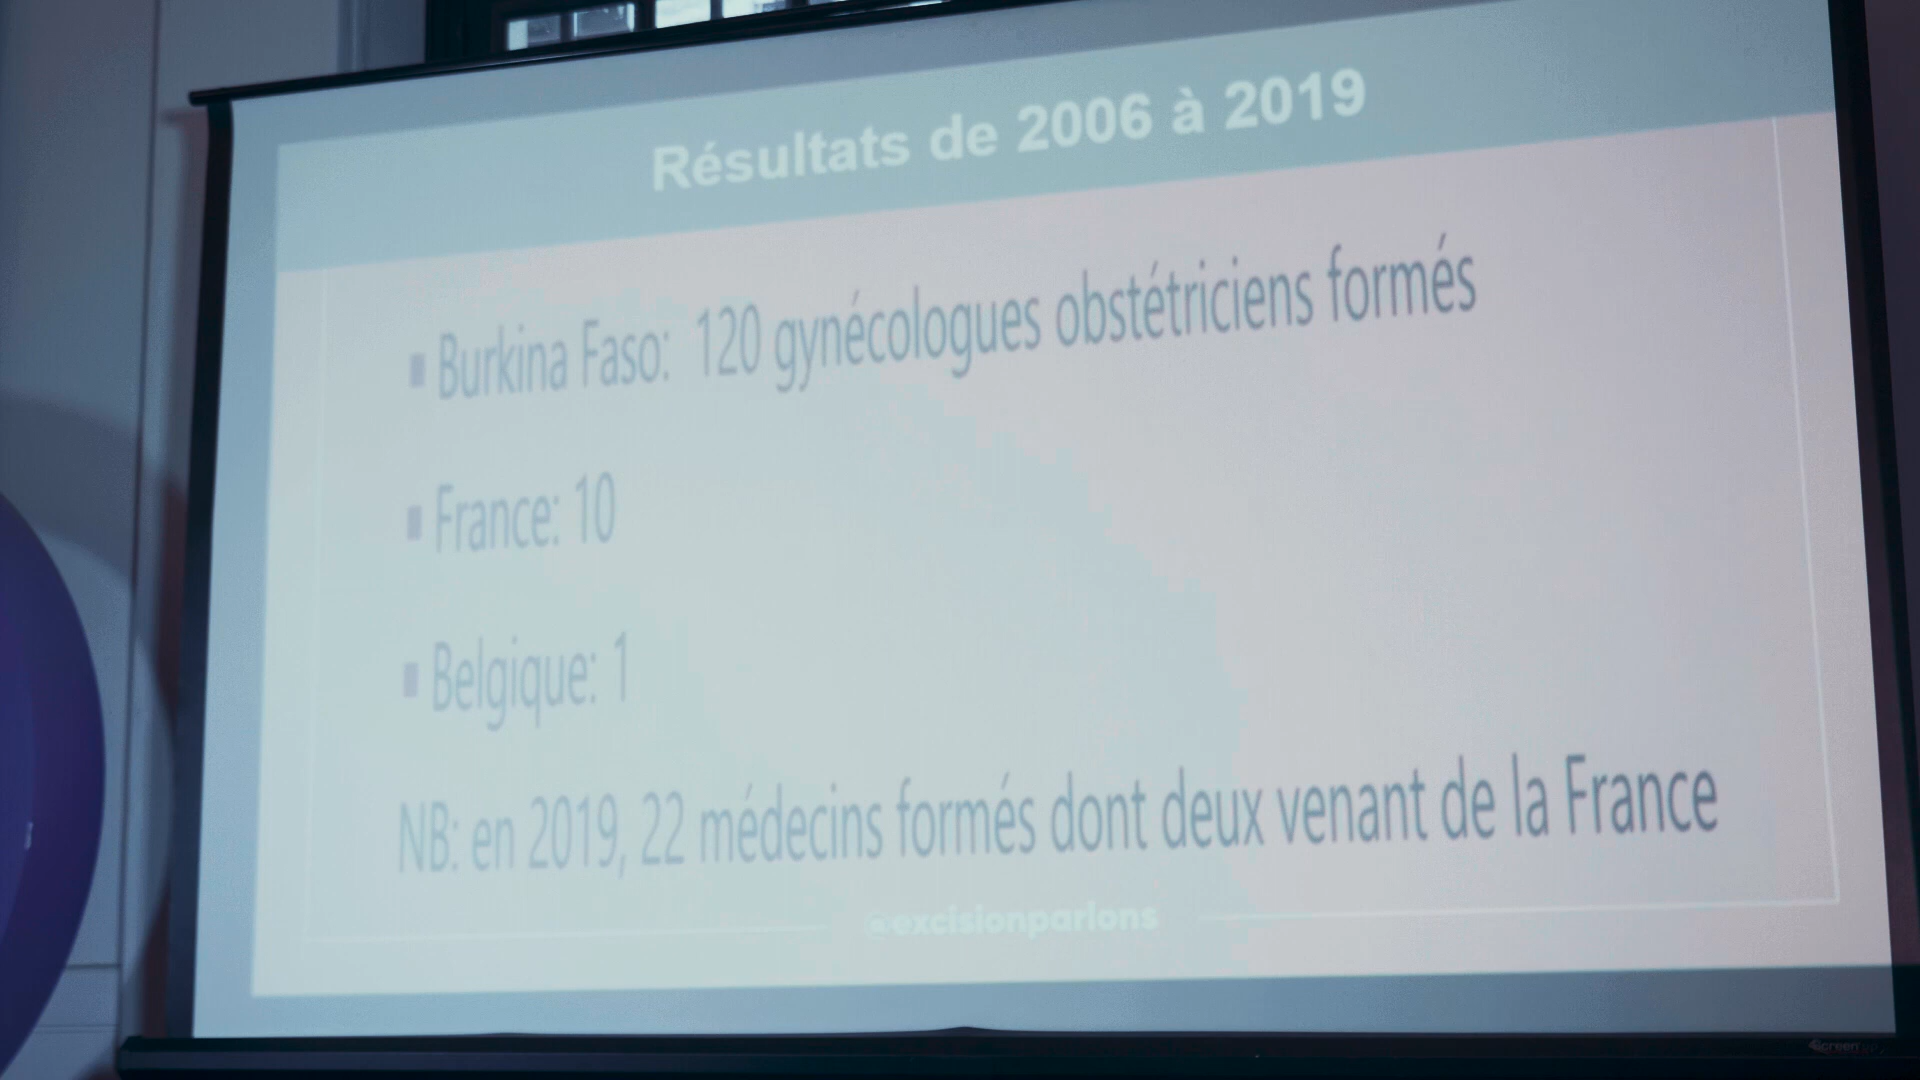 Résultats de 2006 à 2019
▪ Burkina Faso: 120 gynécologues obstétriciens formés
▪ France: 10
▪ Belgique: 1
NB: en 2019, 22 médecins formés dont deux venant de la France
@excisionparlons